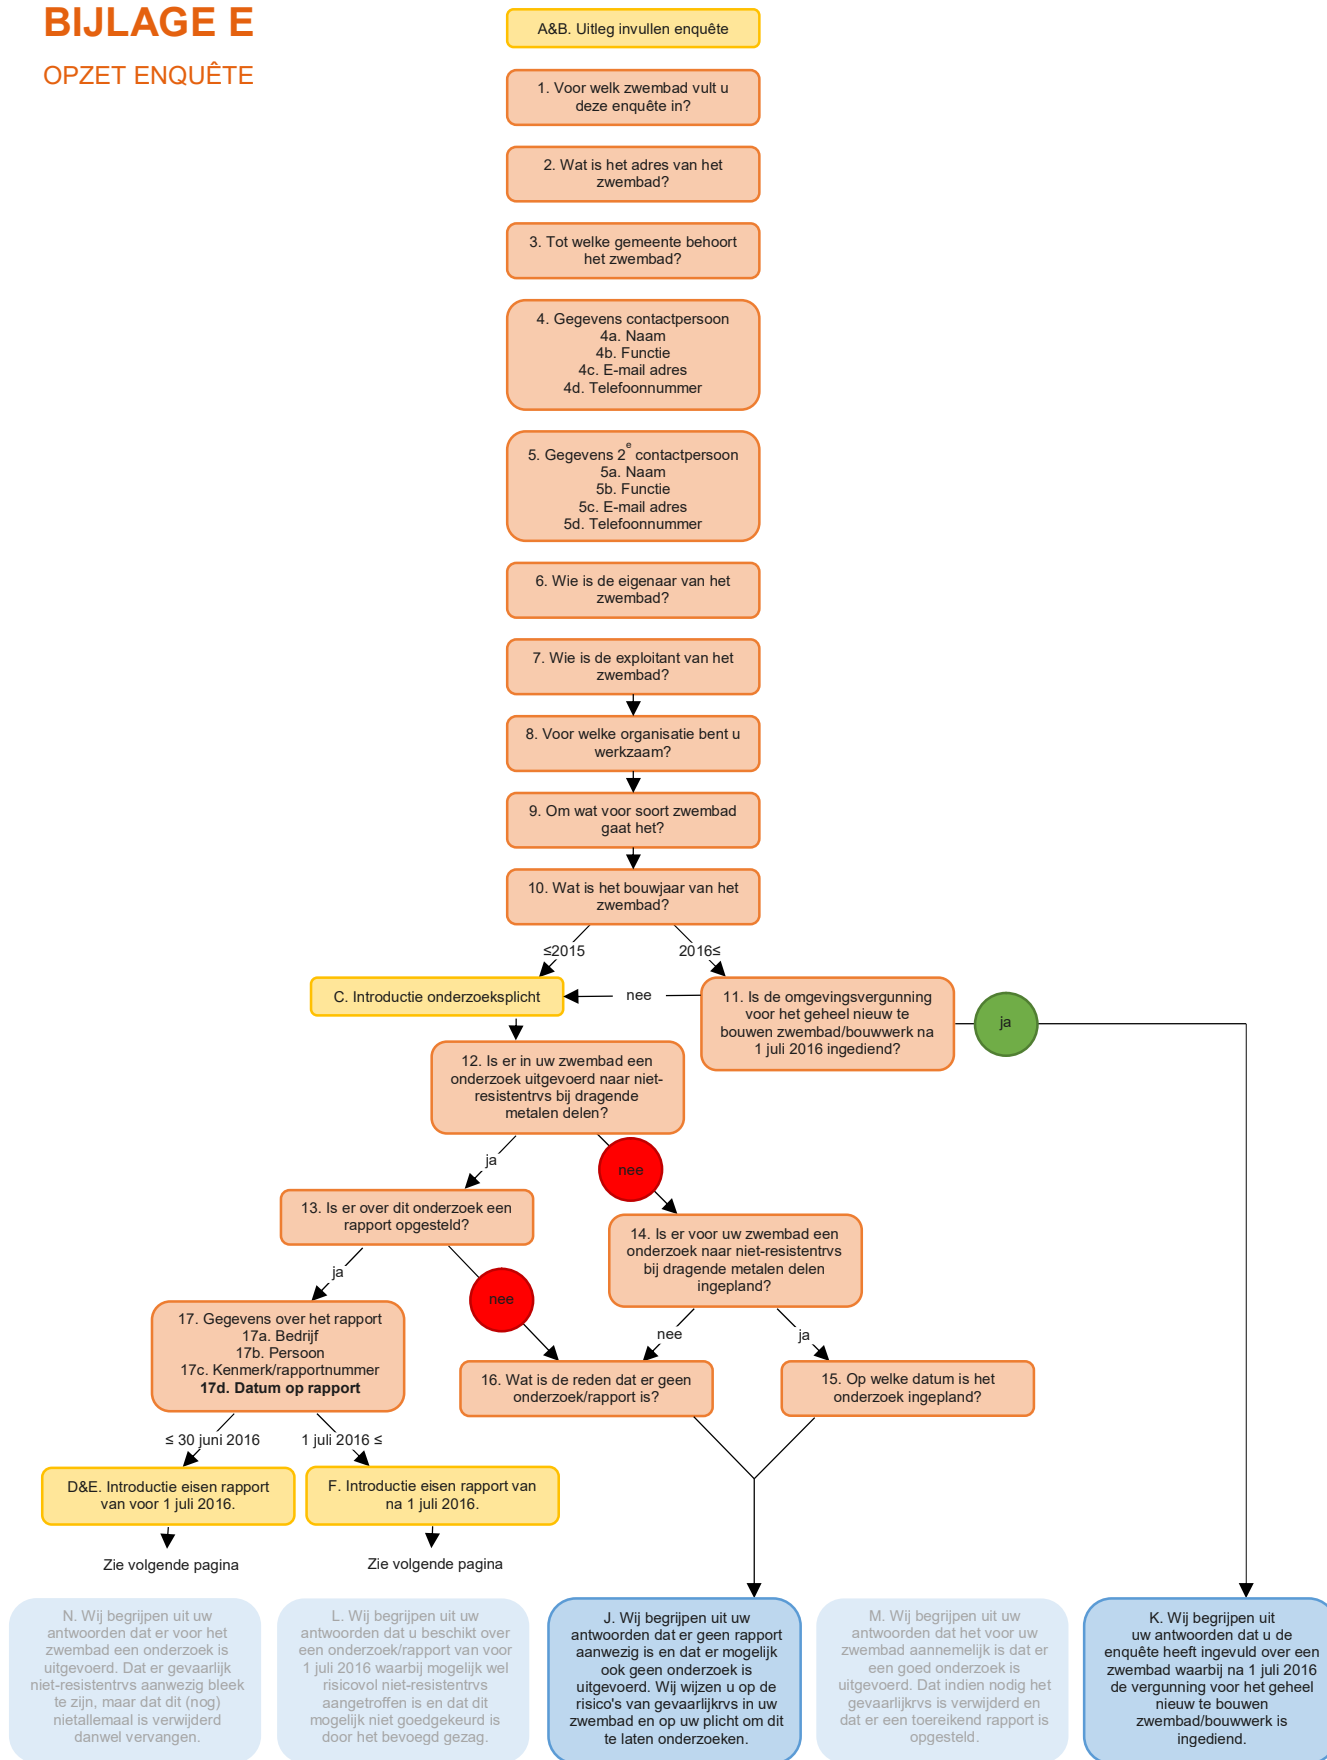 BIJLAGE E
OPZET ENQUÊTE
A&B. Uitleg invullen enquête
1. Voor welk zwembad vult u
deze enquête in?
2. Wat is het adres van het
zwembad?
3. Tot welke gemeente behoort
het zwembad?
4. Gegevens contactpersoon
4a. Naam
4b. Functie
4c. E-mail adres
4d. Telefoonnummer
5. Gegevens 2e contactpersoon
5a. Naam
5b. Functie
5c. E-mail adres
5d. Telefoonnummer
6. Wie is de eigenaar van het
zwembad?
7. Wie is de exploitant van het
zwembad?
8. Voor welke organisatie bent u
werkzaam?
9. Om wat voor soort zwembad
gaat het?
10. Wat is het bouwjaar van het
zwembad?
≤2015
2016≤
C. Introductie onderzoeksplicht
nee
11. Is de omgevingsvergunning
voor het geheel nieuw te
bouwen zwembad/bouwwerk na
1 juli 2016 ingediend?
ja
12. Is er in uw zwembad een
onderzoek uitgevoerd naar niet-
resistentrvs bij dragende
metalen delen?
ja
nee
13. Is er over dit onderzoek een
rapport opgesteld?
14. Is er voor uw zwembad een
onderzoek naar niet-resistentrvs
bij dragende metalen delen
ingepland?
ja
nee
17. Gegevens over het rapport
17a. Bedrijf
17b. Persoon
17c. Kenmerk/rapportnummer
17d. Datum op rapport
nee
ja
16. Wat is de reden dat er geen
onderzoek/rapport is?
15. Op welke datum is het
onderzoek ingepland?
≤ 30 juni 2016
1 juli 2016 ≤
D&E. Introductie eisen rapport
van voor 1 juli 2016.
F. Introductie eisen rapport van
na 1 juli 2016.
Zie volgende pagina
Zie volgende pagina
N. Wij begrijpen uit uw
antwoorden dat er voor het
zwembad een onderzoek is
uitgevoerd. Dat er gevaarlijk
niet-resistentrvs aanwezig bleek
te zijn, maar dat dit (nog)
nietallemaal is verwijderd
danwel vervangen.
L. Wij begrijpen uit uw
antwoorden dat u beschikt over
een onderzoek/rapport van voor
1 juli 2016 waarbij mogelijk wel
risicovol niet-resistentrvs
aangetroffen is en dat dit
mogelijk niet goedgekeurd is
door het bevoegd gezag.
J. Wij begrijpen uit uw
antwoorden dat er geen rapport
aanwezig is en dat er mogelijk
ook geen onderzoek is
uitgevoerd. Wij wijzen u op de
risico's van gevaarlijkrvs in uw
zwembad en op uw plicht om dit
te laten onderzoeken.
M. Wij begrijpen uit uw
antwoorden dat het voor uw
zwembad aannemelijk is dat er
een goed onderzoek is
uitgevoerd. Dat indien nodig het
gevaarlijkrvs is verwijderd en
dat er een toereikend rapport is
opgesteld.
K. Wij begrijpen uit
uw antwoorden dat u de
enquête heeft ingevuld over een
zwembad waarbij na 1 juli 2016
de vergunning voor het geheel
nieuw te bouwen
zwembad/bouwwerk is
ingediend.